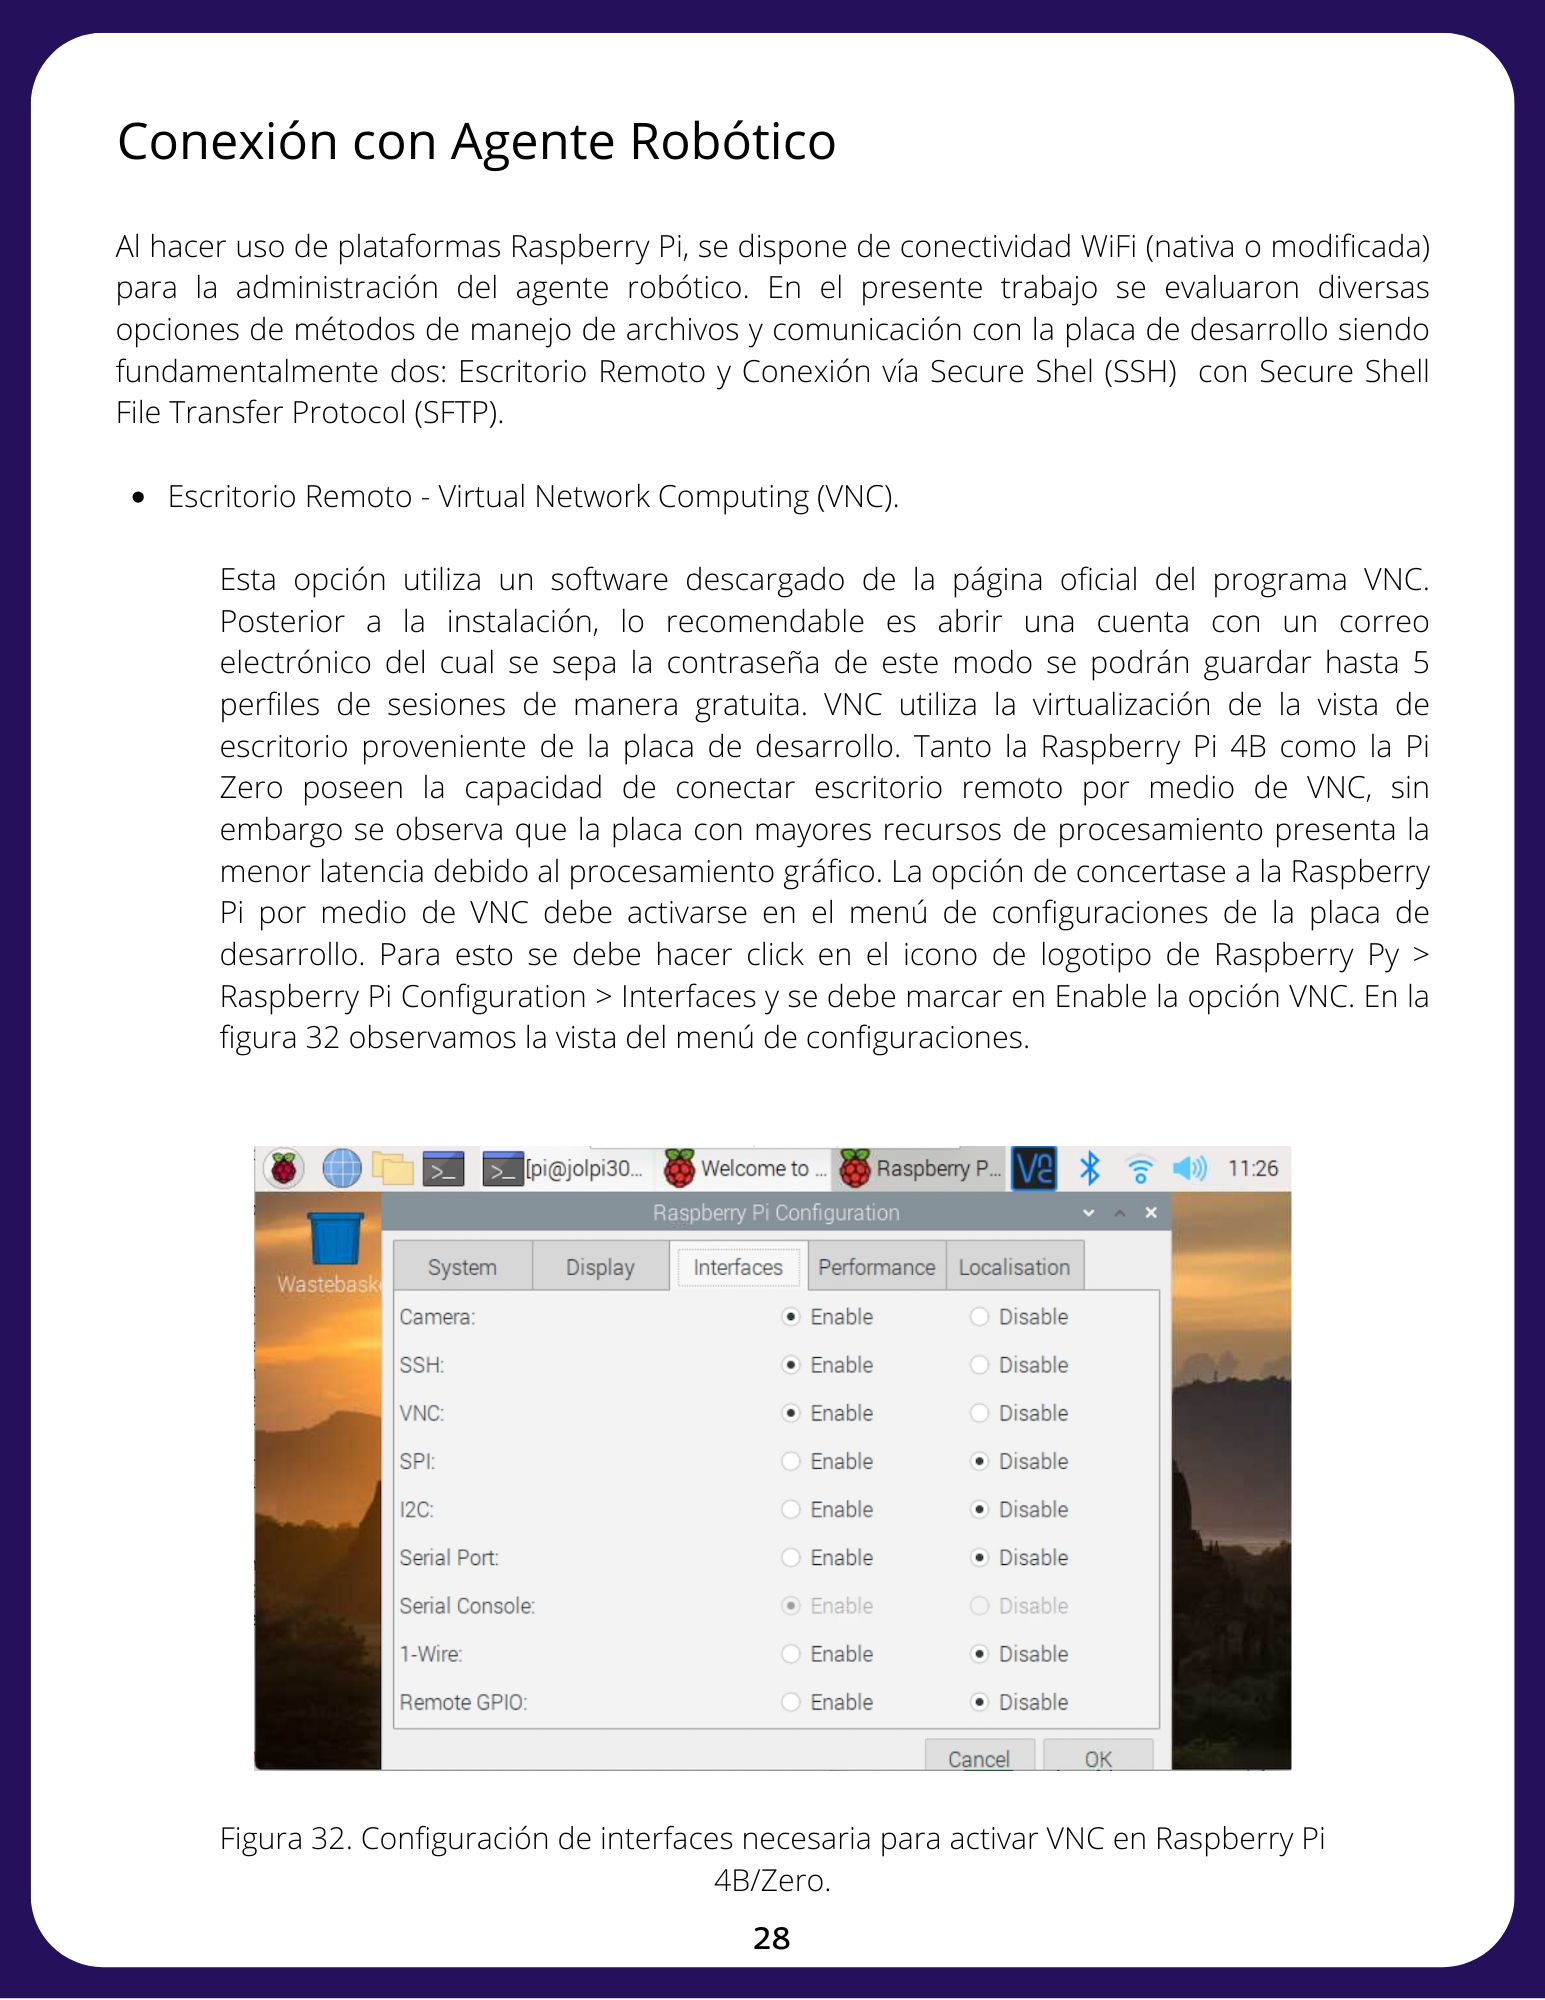 Conexión con Agente Robótico
Al hacer uso de plataformas Raspberry Pi, se dispone de conectividad WiFi (nativa o modificada)
para la administración del agente robótico. En el presente trabajo se evaluaron diversas
opciones de métodos de manejo de archivos y comunicación con la placa de desarrollo siendo
fundamentalmente dos: Escritorio Remoto y Conexión vía Secure Shel (SSH) con Secure Shell
File Transfer Protocol (SFTP).
• Escritorio Remoto - Virtual Network Computing (VNC).
Esta opción utiliza un software descargado de la página oficial del programa VNC.
Posterior a la instalación, lo recomendable es abrir una cuenta con un correo
electrónico del cual se sepa la contraseña de este modo se podrán guardar hasta 5
perfiles de sesiones de manera gratuita. VNC utiliza la virtualización de la vista de
escritorio proveniente de la placa de desarrollo. Tanto la Raspberry Pi 4B como la Pi
Zero poseen la capacidad de conectar escritorio remoto por medio de VNC, sin
embargo se observa que la placa con mayores recursos de procesamiento presenta la
menor latencia debido al procesamiento gráfico. La opción de concertase a la Raspberry
Pi por medio de VNC debe activarse en el menú de configuraciones de la placa de
desarrollo. Para esto se debe hacer click en el icono de logotipo de Raspberry Py >
Raspberry Pi Configuration > Interfaces y se debe marcar en Enable la opción VNC. En la
figura 32 observamos la vista del menú de configuraciones.
>_ >_ [pi@jolpi30... Welcome to ... Raspberry P... 11:26
Raspberry Pi Configuration
Wastebaske
System Display Interfaces Performance Localisation
Camera: Enable Disable
SSH: Enable Disable
VNC: Enable Disable
SPI: Enable Disable
I2C: Enable Disable
Serial Port: Enable Disable
Serial Console: Enable Disable
1-Wire: Enable Disable
Remote GPIO: Enable Disable
Cancel OK
Figura 32. Configuración de interfaces necesaria para activar VNC en Raspberry Pi
4B/Zero.
28